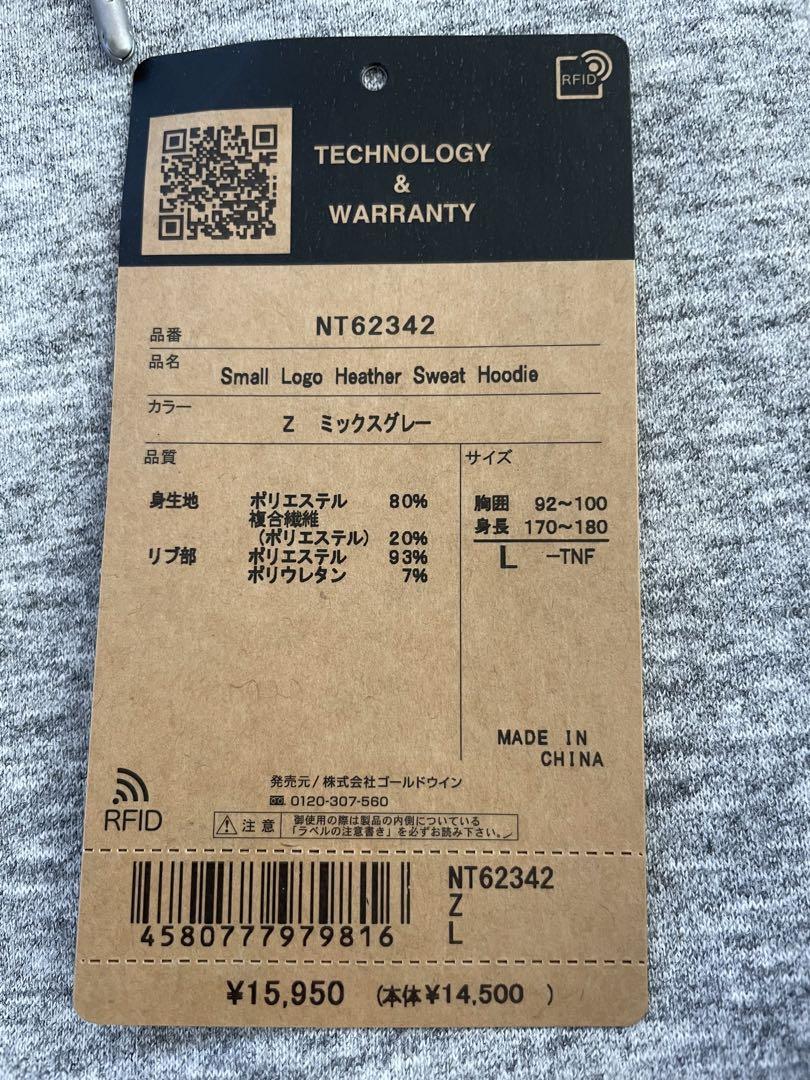 RFID
TECHNOLOGY
&
WARRANTY
品番 NT62342
品名 Small Logo Heather Sweat Hoodie
カラー Z ミックスグレー
品質
身生地 ポリエステル 80%
複合繊維
(ポリエステル) 20%
リブ部 ポリエステル 93%
ポリウレタン 7%
サイズ
胸囲 92～100
身長 170～180
L -TNF
MADE IN
CHINA
発売元/株式会社ゴールドウイン
0120-307-560
RFID
注意 御使用の際は製品の内側についている
「ラベルの注意書き」を必ずお読み下さい。
4580777979816
NT62342
Z
L
¥15,950 (本体¥14,500 )